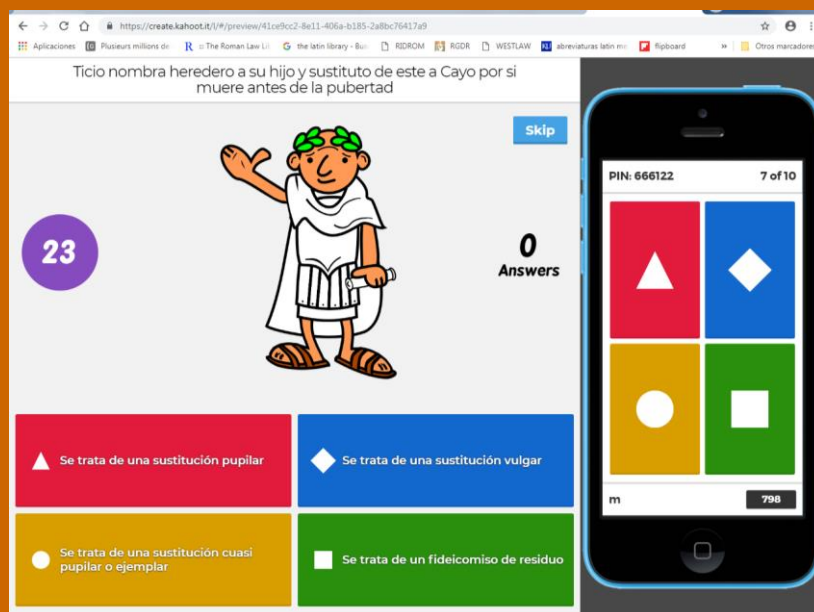 https://create.kahoot.it/l/#/preview/41ce9cc2-8e11-406a-b185-2a8bc76417a9
Aplicaciones Plusieurs millions de The Roman Law Li the latin library - Bu RIDROM RGDR WESTLAW abreviaturas latin me flipboard » Otros marcadores
Ticio nombra heredero a su hijo y sustituto de este a Cayo por si
muere antes de la pubertad
Skip
23
0
Answers
Se trata de una sustitución pupilar
Se trata de una sustitución vulgar
Se trata de una sustitución cuasi
pupilar o ejemplar
Se trata de un fideicomiso de residuo
PIN: 666122 7 of 10
m 798